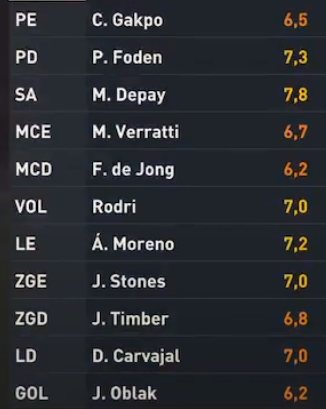 PE C. Gakpo 6,5
PD P. Foden 7,3
SA M. Depay 7,8
MCE M. Verratti 6,7
MCD F. de Jong 6,2
VOL Rodri 7,0
LE Á. Moreno 7,2
ZGE J. Stones 7,0
ZGD J. Timber 6,8
LD D. Carvajal 7,0
GOL J. Oblak 6,2